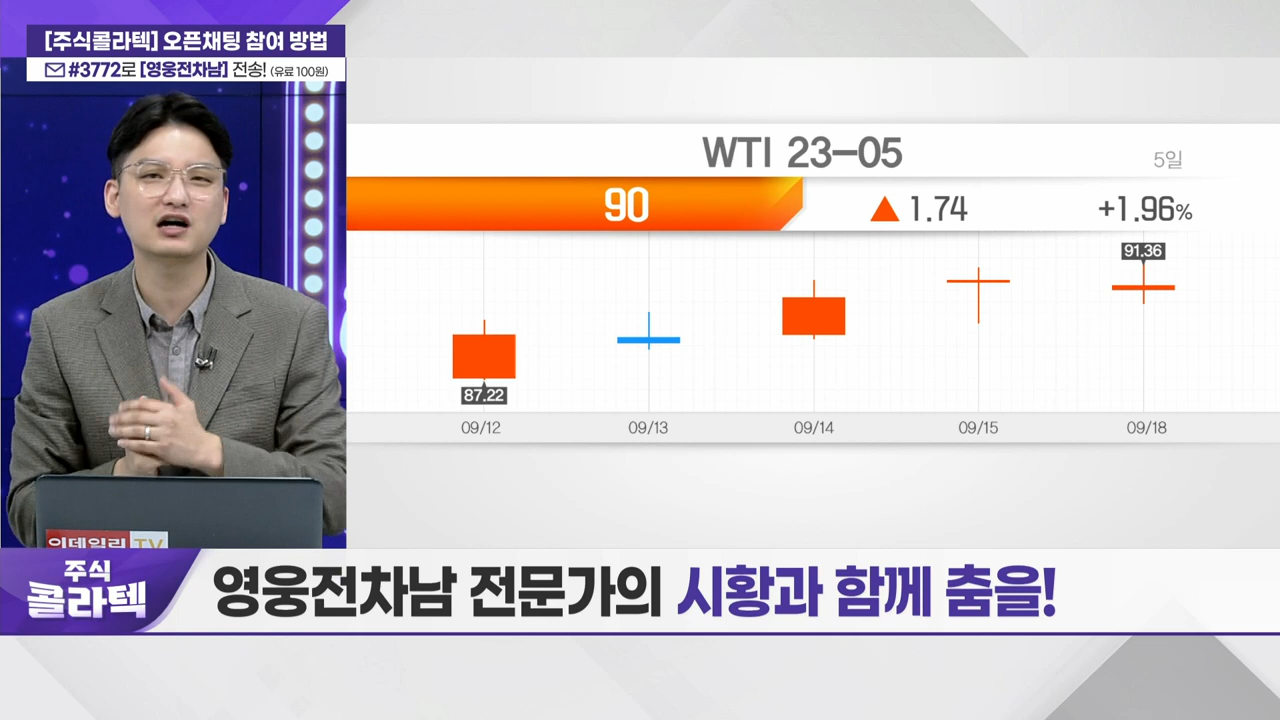 [주식콜라텍] 오픈채팅 참여 방법
#3772로 [영웅전차남] 전송! (유료 100원)
WTI 23-05
5일
90
▲ 1.74
+1.96%
91.36
87.22
09/12
09/13
09/14
09/15
09/18
이데일리 TV
주식
콜라텍
영웅전차남 전문가의 시황과 함께 춤을!